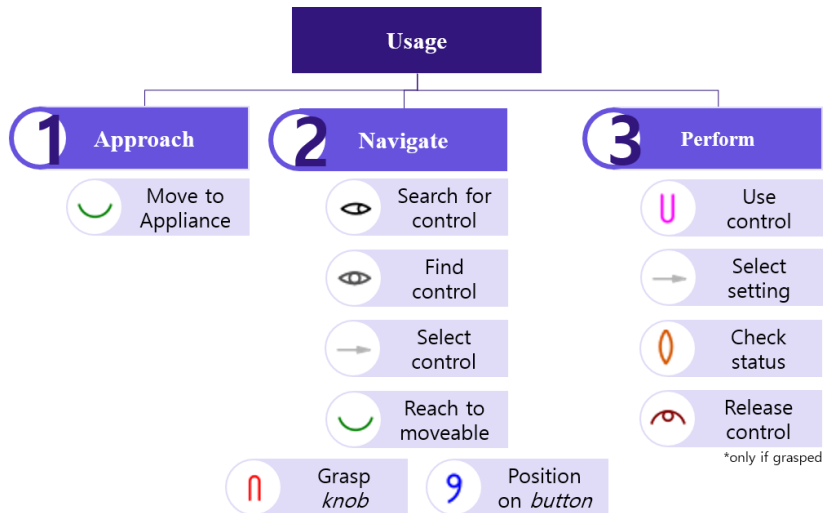 Usage
1 Approach
Move to
Appliance
2 Navigate
Search for
control
Find
control
Select
control
Reach to
moveable
Grasp
knob
Position
on button
3 Perform
Use
control
Select
setting
Check
status
Release
control
*only if grasped